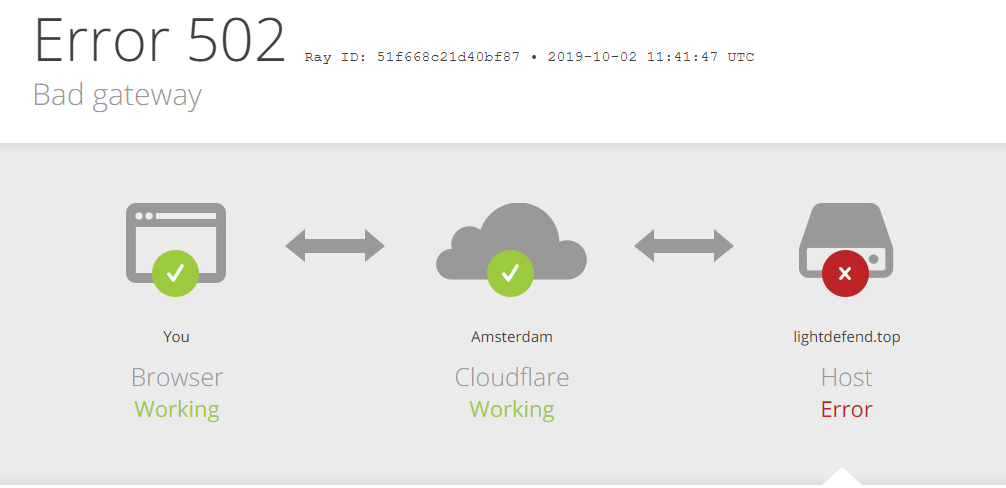 Error 502 Ray ID: 51f668c21d40bf87 • 2019-10-02 11:41:47 UTC
Bad gateway
You
Amsterdam
lightdefend.top
Browser
Cloudflare
Host
Working
Working
Error